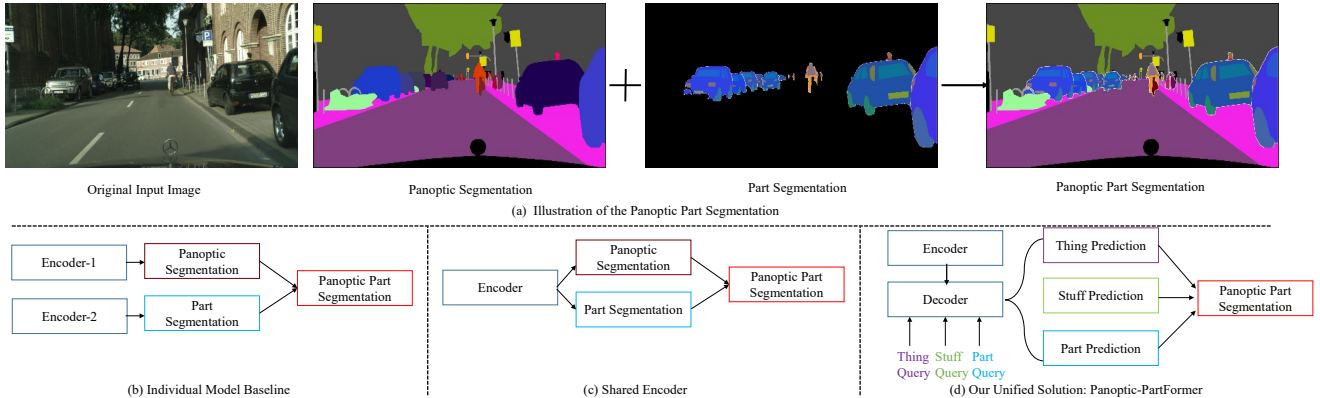 Original Input Image
Panoptic Segmentation
Part Segmentation
Panoptic Part Segmentation
(a) Illustration of the Panoptic Part Segmentation
Encoder-1
Panoptic
Segmentation
Encoder-2
Part
Segmentation
Panoptic Part
Segmentation
(b) Individual Model Baseline
Encoder
Panoptic
Segmentation
Part Segmentation
Panoptic Part
Segmentation
(c) Shared Encoder
Encoder
Decoder
Thing
Query
Stuff
Query
Part
Query
Thing Prediction
Stuff Prediction
Part Prediction
Panoptic Part
Segmentation
(d) Our Unified Solution: Panoptic-PartFormer